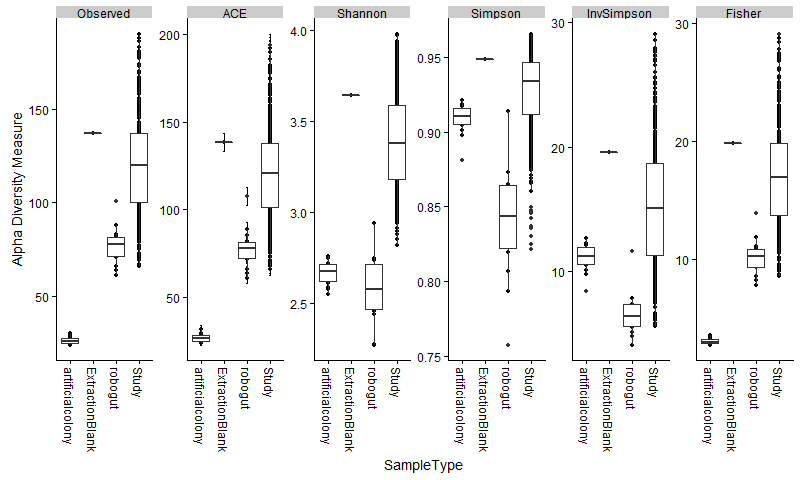 Observed
ACE
Shannon
Simpson
InvSimpson
Fisher
Alpha Diversity Measure
150
100
50
200
150
100
50
4.0
3.5
3.0
2.5
0.95
0.90
0.85
0.80
0.75
30
20
10
30
20
10
artificialcolony
ExtractionBlank
robogut
Study
artificialcolony
ExtractionBlank
robogut
Study
artificialcolony
ExtractionBlank
robogut
Study
artificialcolony
ExtractionBlank
robogut
Study
artificialcolony
ExtractionBlank
robogut
Study
artificialcolony
ExtractionBlank
robogut
Study
SampleType